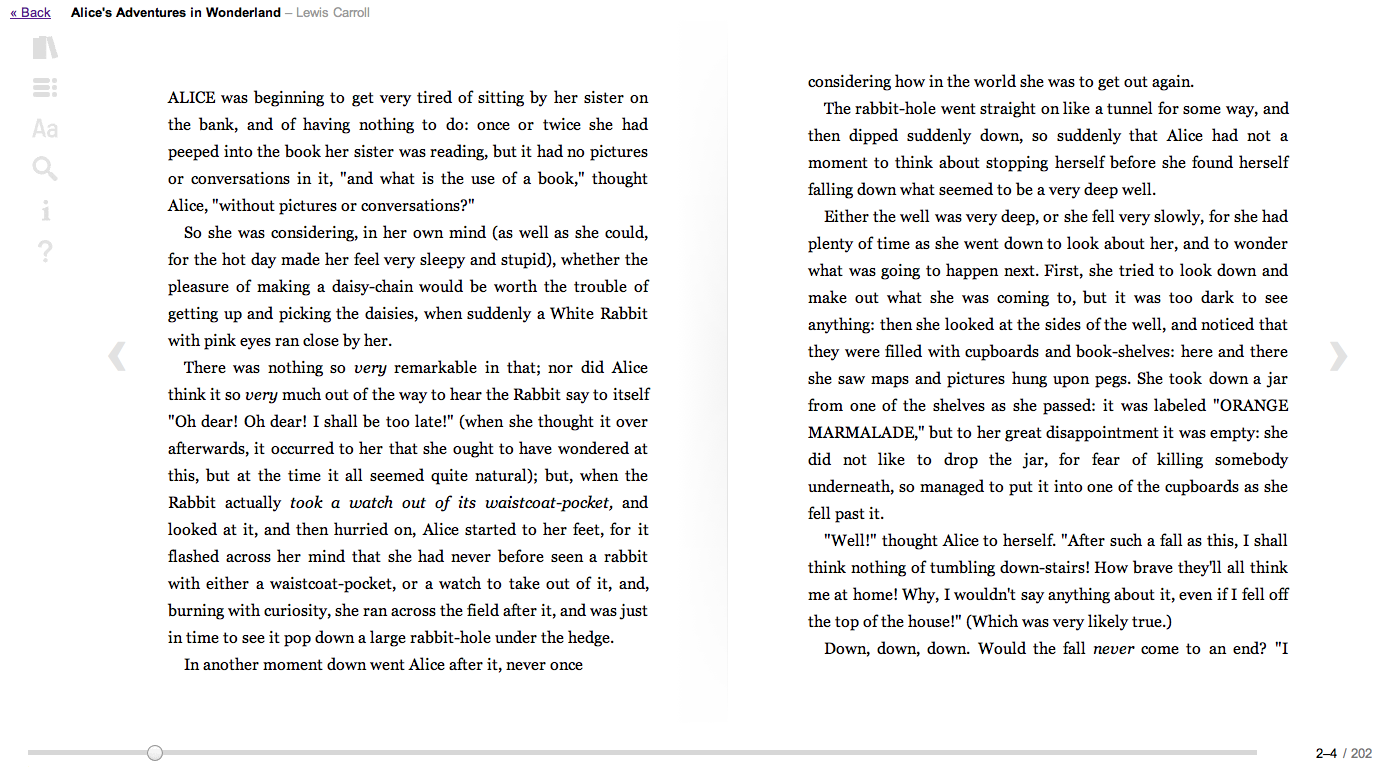 « Back Alice's Adventures in Wonderland – Lewis Carroll
Aa
i
?
ALICE was beginning to get very tired of sitting by her sister on
the bank, and of having nothing to do: once or twice she had
peeped into the book her sister was reading, but it had no pictures
or conversations in it, "and what is the use of a book," thought
Alice, "without pictures or conversations?"
So she was considering, in her own mind (as well as she could,
for the hot day made her feel very sleepy and stupid), whether the
pleasure of making a daisy-chain would be worth the trouble of
getting up and picking the daisies, when suddenly a White Rabbit
with pink eyes ran close by her.
There was nothing so very remarkable in that; nor did Alice
think it so very much out of the way to hear the Rabbit say to itself
"Oh dear! Oh dear! I shall be too late!" (when she thought it over
afterwards, it occurred to her that she ought to have wondered at
this, but at the time it all seemed quite natural); but, when the
Rabbit actually took a watch out of its waistcoat-pocket, and
looked at it, and then hurried on, Alice started to her feet, for it
flashed across her mind that she had never before seen a rabbit
with either a waistcoat-pocket, or a watch to take out of it, and,
burning with curiosity, she ran across the field after it, and was just
in time to see it pop down a large rabbit-hole under the hedge.
In another moment down went Alice after it, never once
considering how in the world she was to get out again.
The rabbit-hole went straight on like a tunnel for some way, and
then dipped suddenly down, so suddenly that Alice had not a
moment to think about stopping herself before she found herself
falling down what seemed to be a very deep well.
Either the well was very deep, or she fell very slowly, for she had
plenty of time as she went down to look about her, and to wonder
what was going to happen next. First, she tried to look down and
make out what she was coming to, but it was too dark to see
anything: then she looked at the sides of the well, and noticed that
they were filled with cupboards and book-shelves: here and there
she saw maps and pictures hung upon pegs. She took down a jar
from one of the shelves as she passed: it was labeled "ORANGE
MARMALADE," but to her great disappointment it was empty: she
did not like to drop the jar, for fear of killing somebody
underneath, so managed to put it into one of the cupboards as she
fell past it.
"Well!" thought Alice to herself. "After such a fall as this, I shall
think nothing of tumbling down-stairs! How brave they'll all think
me at home! Why, I wouldn't say anything about it, even if I fell off
the top of the house!" (Which was very likely true.)
Down, down, down. Would the fall never come to an end? "I
2–4 / 202